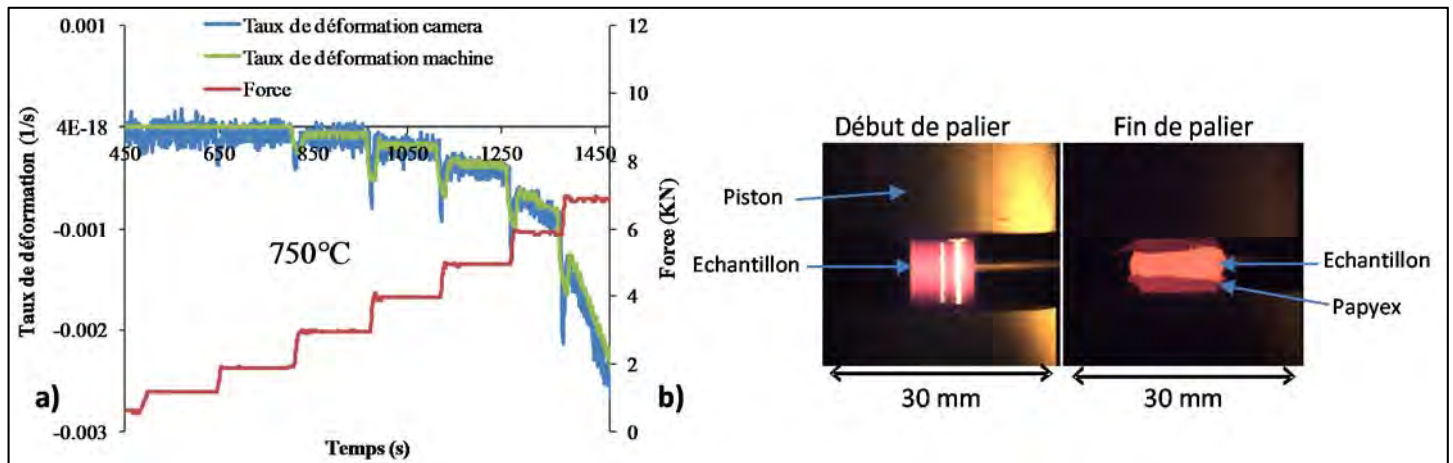 Taux de déformation camera
Taux de déformation machine
Force
Taux de déformation (1/s)
0.001
4E-18
-0.001
-0.002
-0.003
450
650
850
1050
1250
1450
Temps (s)
12
10
8
6
4
2
0
Force (KN)
750°C
a)
b)
Début de palier
Fin de palier
Piston
Echantillon
Echantillon
Papyex
30 mm
30 mm